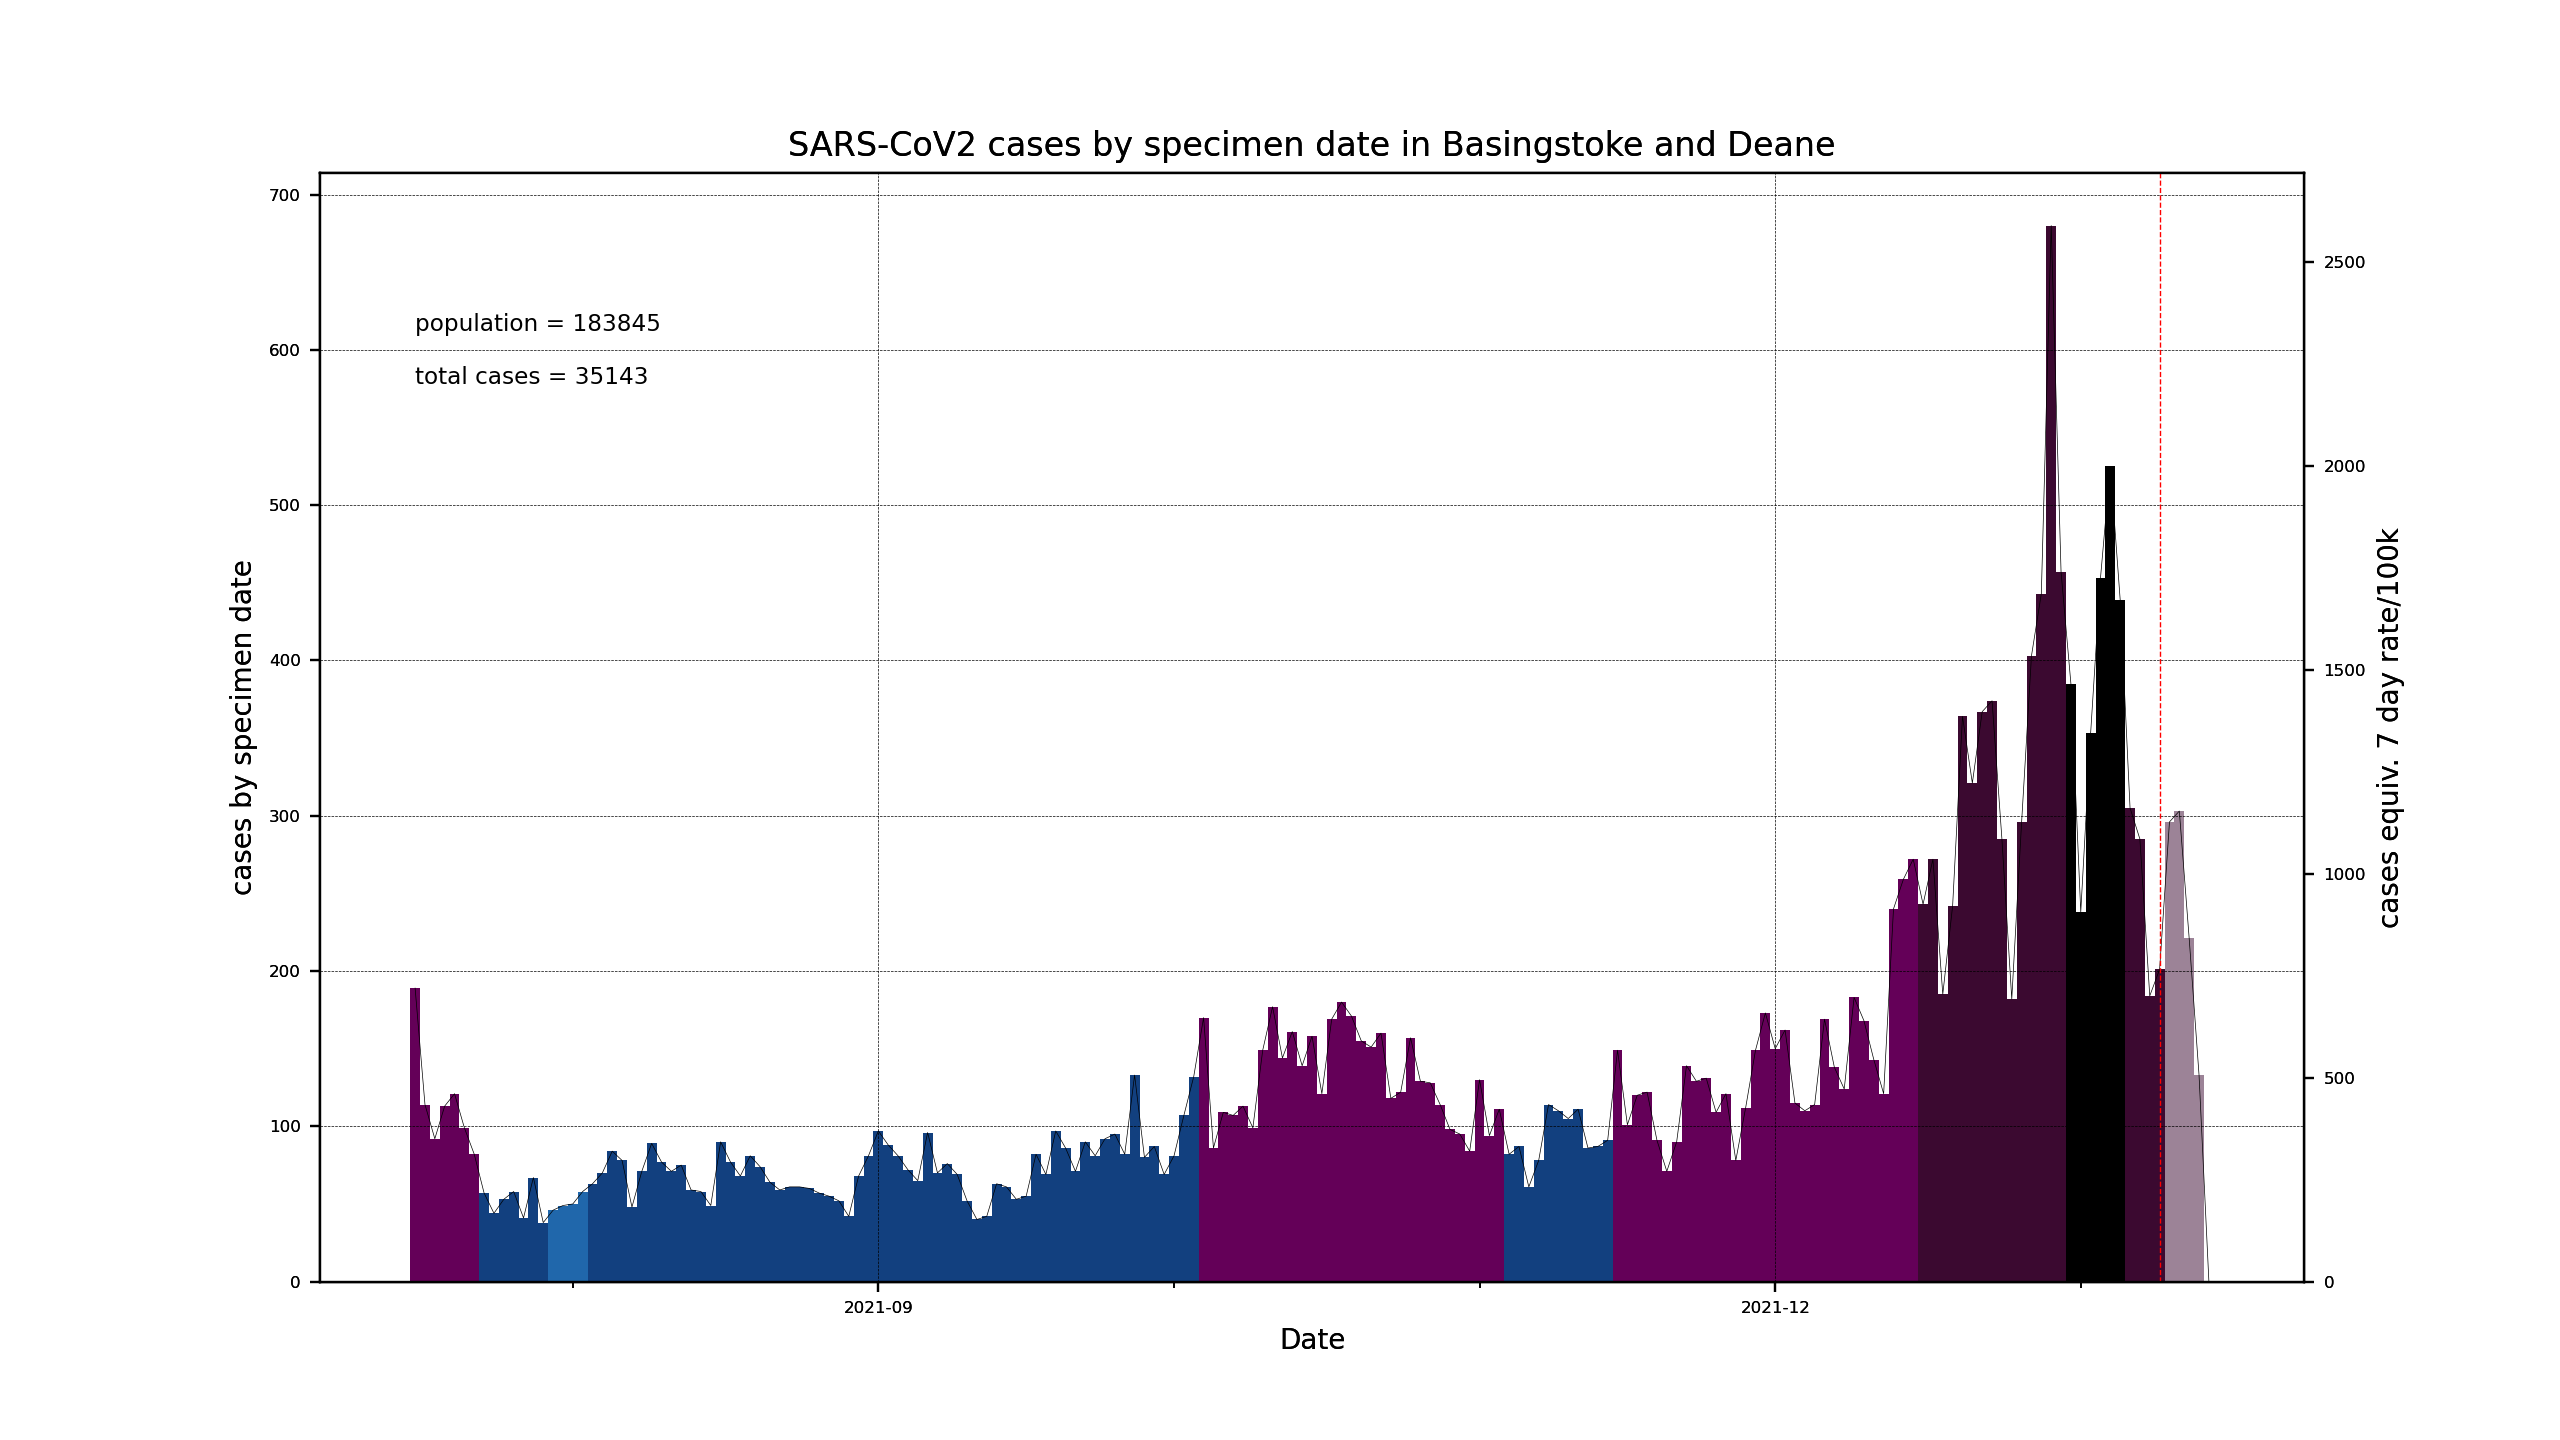 SARS-CoV2 cases by specimen date in Basingstoke and Deane
700
600
500
400
300
200
100
0
cases by specimen date
population = 183845
total cases = 35143
2500
2000
1500
1000
500
0
cases equiv. 7 day rate/100k
2021-09
2021-12
Date